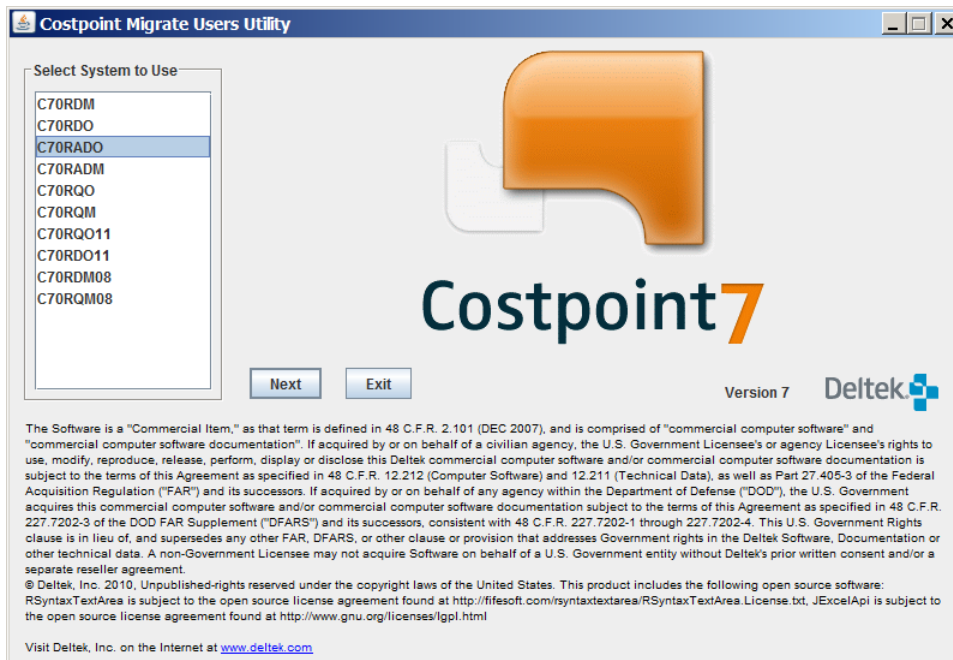 Costpoint Migrate Users Utility
Select System to Use
C70RDM
C70RDO
C70RADO
C70RADM
C70RQO
C70RQM
C70RQO11
C70RDO11
C70RDM08
C70RQM08
Costpoint7
Next
Exit
Version 7
Deltek.
The Software is a "Commercial Item," as that term is defined in 48 C.F.R. 2.101 (DEC 2007), and is comprised of "commercial computer software" and
"commercial computer software documentation". If acquired by or on behalf of a civilian agency, the U.S. Government Licensee's or agency Licensee's rights to
use, modify, reproduce, release, perform, display or disclose this Deltek commercial computer software and/or commercial computer software documentation is
subject to the terms of this Agreement as specified in 48 C.F.R. 12.212 (Computer Software) and 12.211 (Technical Data), as well as Part 27.405-3 of the Federal
Acquisition Regulation ("FAR") and its successors. If acquired by or on behalf of any agency within the Department of Defense ("DOD"), the U.S. Government
acquires this commercial computer software and/or commercial computer software documentation subject to the terms of this Agreement as specified in 48 C.F.R.
227.7202-3 of the DOD FAR Supplement ("DFARS") and its successors, consistent with 48 C.F.R. 227.7202-1 through 227.7202-4. This U.S. Government Rights
clause is in lieu of, and supersedes any other FAR, DFARS, or other clause or provision that addresses Government rights in the Deltek Software, Documentation or
other technical data. A non-Government Licensee may not acquire Software on behalf of a U.S. Government entity without Deltek's prior written consent and/or a
separate reseller agreement.
© Deltek, Inc. 2010, Unpublished-rights reserved under the copyright laws of the United States. This product includes the following open source software:
RSyntaxTextArea is subject to the open source license agreement found at http://fifesoft.com/rsyntaxtextarea/RSyntaxTextArea.License.txt, JExcelApi is subject to
the open source license agreement found at http://www.gnu.org/licenses/lgpl.html
Visit Deltek, Inc. on the Internet at www.deltek.com